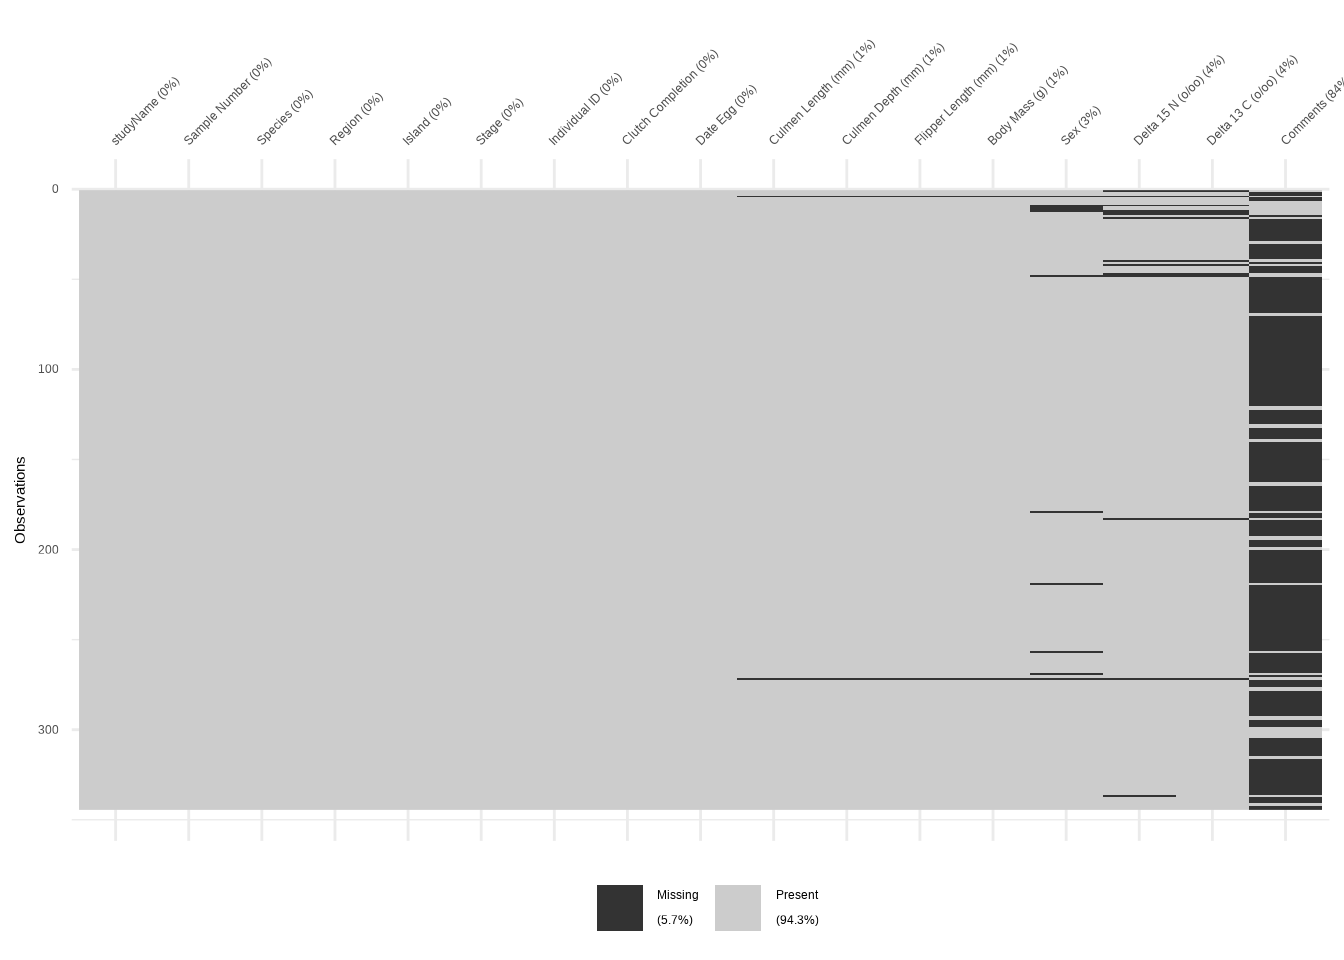 studyName (0%)
Sample Number (0%)
Species (0%)
Region (0%)
Island (0%)
Stage (0%)
Individual ID (0%)
Clutch Completion (0%)
Date Egg (0%)
Culmen Length (mm) (1%)
Culmen Depth (mm) (1%)
Flipper Length (mm) (1%)
Body Mass (g) (1%)
Sex (3%)
Delta 15 N (o/oo) (4%)
Delta 13 C (o/oo) (4%)
Comments (84%
0
100
200
300
Observations
Missing
(5.7%)
Present
(94.3%)